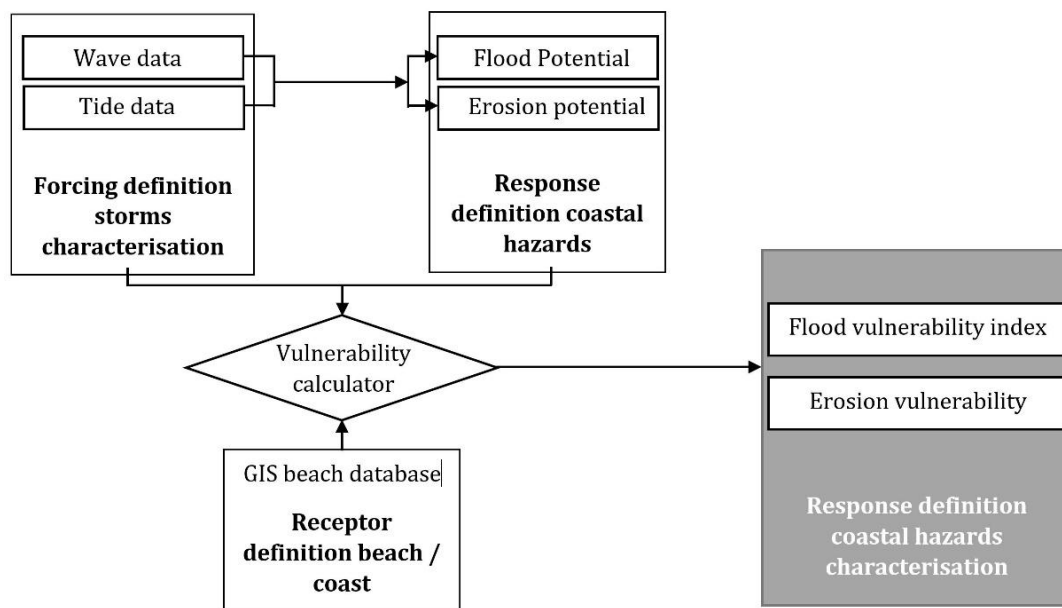 Wave data
Tide data
Forcing definition
storms
characterisation
Flood Potential
Erosion potential
Response
definition coastal
hazards
Vulnerability
calculator
GIS beach database
Receptor
definition beach /
coast
Flood vulnerability index
Erosion vulnerability
Response definition
coastal hazards
characterisation